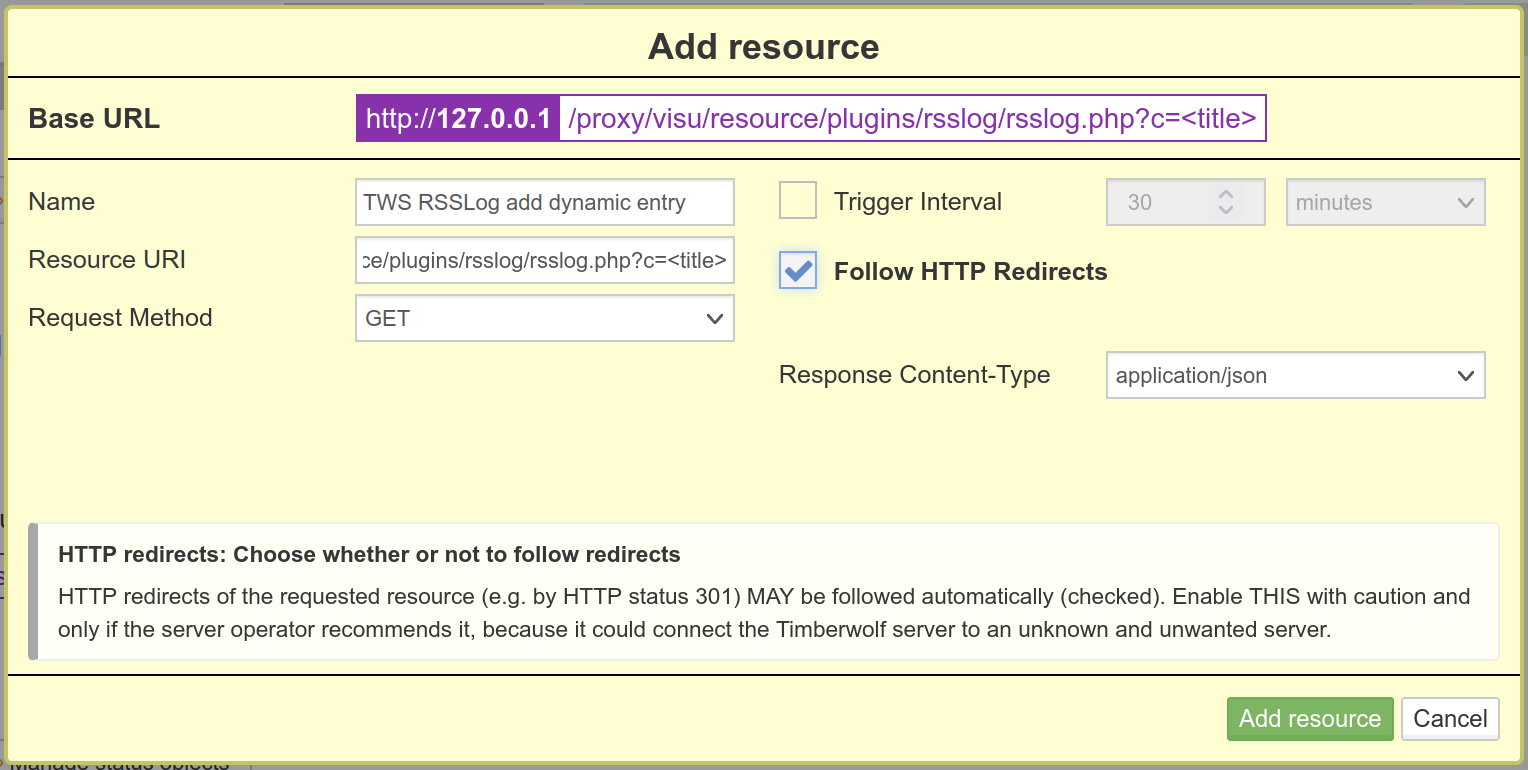 Add resource
Base URL http://127.0.0.1 /proxy/visu/resource/plugins/rsslog/rsslog.php?c=<title>
Name TWS RSSLog add dynamic entry Trigger Interval 30 minutes
Resource URI ce/plugins/rsslog/rsslog.php?c=<title> Follow HTTP Redirects
Request Method GET
Response Content-Type application/json
HTTP redirects: Choose whether or not to follow redirects
HTTP redirects of the requested resource (e.g. by HTTP status 301) MAY be followed automatically (checked). Enable THIS with caution and
only if the server operator recommends it, because it could connect the Timberwolf server to an unknown and unwanted server.
Add resource Cancel
Manage status objects